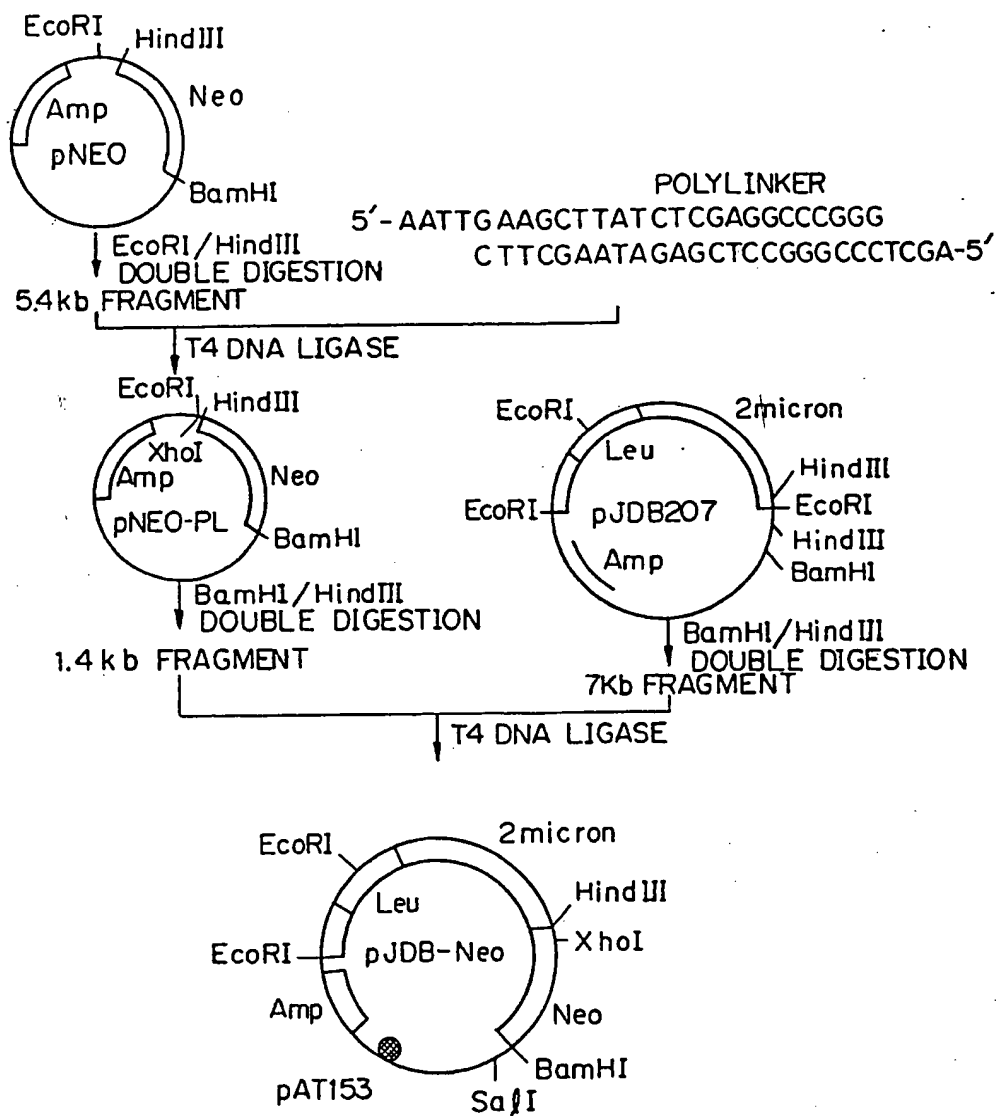 EcoRI
HindIII
Neo
Amp
pNEO
BamHI
EcoRI/HindIII
DOUBLE DIGESTION
5.4kb FRAGMENT
POLYLINKER
5′-AATTGAAGCTTATCTCGAGGCCCGGG
CTTCGAATAGAGCTCCGGGCCCTCGA-5′
T4 DNA LIGASE
EcoRI
HindIII
XhoI
Amp
Neo
pNEO-PL
BamHI
BamHI/HindIII
DOUBLE DIGESTION
1.4kb FRAGMENT
EcoRI
2micron
Leu
HindIII
EcoRI
EcoRI
pJDB207
HindIII
Amp
BamHI
BamHI/HindIII
DOUBLE DIGESTION
7Kb FRAGMENT
T4 DNA LIGASE
EcoRI
2micron
Leu
HindIII
XhoI
EcoRI
pJDB-Neo
Amp
Neo
BamHI
pAT153
SalI